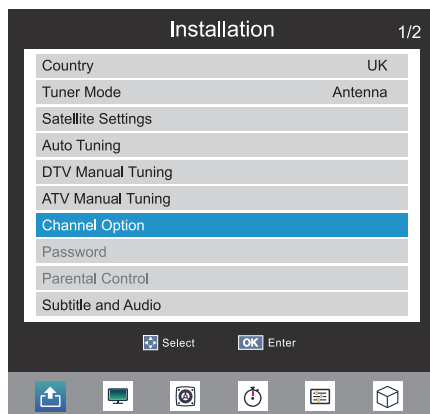 Installation 1/2
Country UK
Tuner Mode Antenna
Satellite Settings
Auto Tuning
DTV Manual Tuning
ATV Manual Tuning
Channel Option
Password
Parental Control
Subtitle and Audio
Select OK Enter